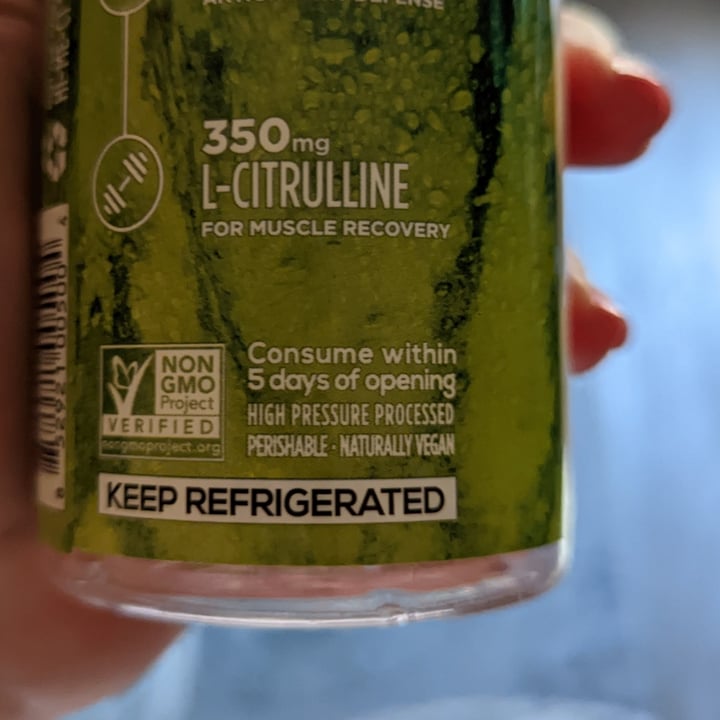 350mg
L-CITRULLINE
FOR MUSCLE RECOVERY
NON
GMO
Project
VERIFIED
nongmoproject.org
Consume within
5 days of opening
HIGH PRESSURE PROCESSED
PERISHABLE · NATURALLY VEGAN
KEEP REFRIGERATED